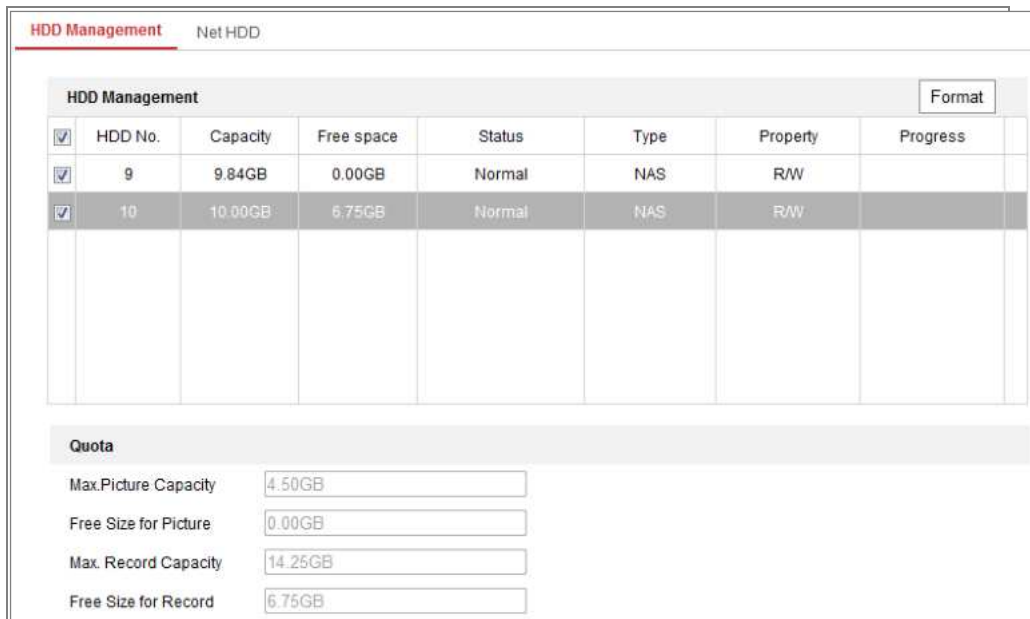 HDD Management Net HDD
HDD Management Format
HDD No. Capacity Free space Status Type Property Progress
9 9.84GB 0.00GB Normal NAS R/W
10 10.00GB 6.75GB Normal NAS R/W
Quota
Max.Picture Capacity 4.50GB
Free Size for Picture 0.00GB
Max. Record Capacity 14.25GB
Free Size for Record 6.75GB